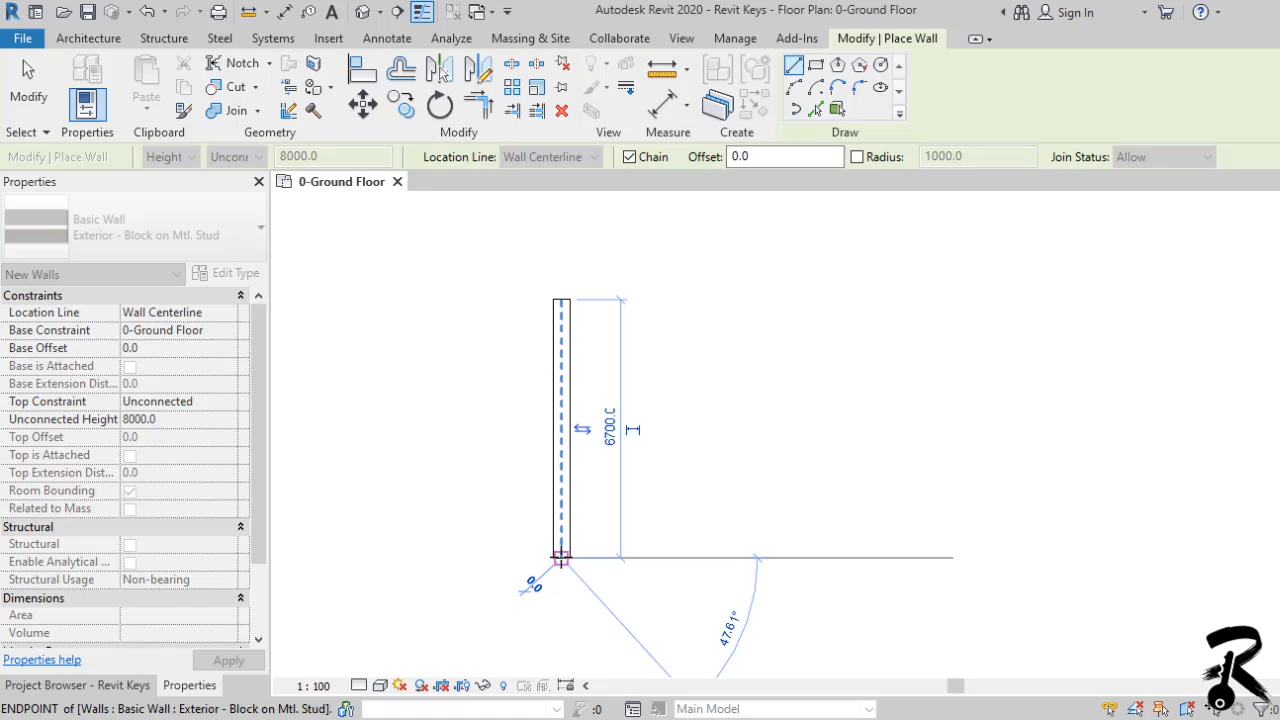 Autodesk Revit 2020 - Revit Keys - Floor Plan: 0-Ground Floor
Sign In
File Architecture Structure Steel Systems Insert Annotate Analyze Massing & Site Collaborate View Manage Add-Ins Modify | Place Wall
Modify
Paste
Notch
Cut
Join
Select Properties Clipboard Geometry Modify View Measure Create Draw
Modify | Place Wall Height Unconn 8000.0 Location Line: Wall Centerline Chain Offset: 0.0 Radius: 1000.0 Join Status: Allow
Properties
0-Ground Floor
Basic Wall
Exterior - Block on Mtl. Stud
New Walls Edit Type
Constraints
Location Line Wall Centerline
Base Constraint 0-Ground Floor
Base Offset 0.0
Base is Attached
Base Extension Dist... 0.0
Top Constraint Unconnected
Unconnected Height 8000.0
Top Offset 0.0
Top is Attached
Top Extension Dist... 0.0
Room Bounding
Related to Mass
Structural
Structural
Enable Analytical ...
Structural Usage Non-bearing
Dimensions
Area
Volume
Properties help Apply
Project Browser - Revit Keys Properties
6700.0
0.0
47.61°
1 : 100
ENDPOINT of [Walls : Basic Wall : Exterior - Block on Mtl. Stud].
:0
Main Model
:0
R